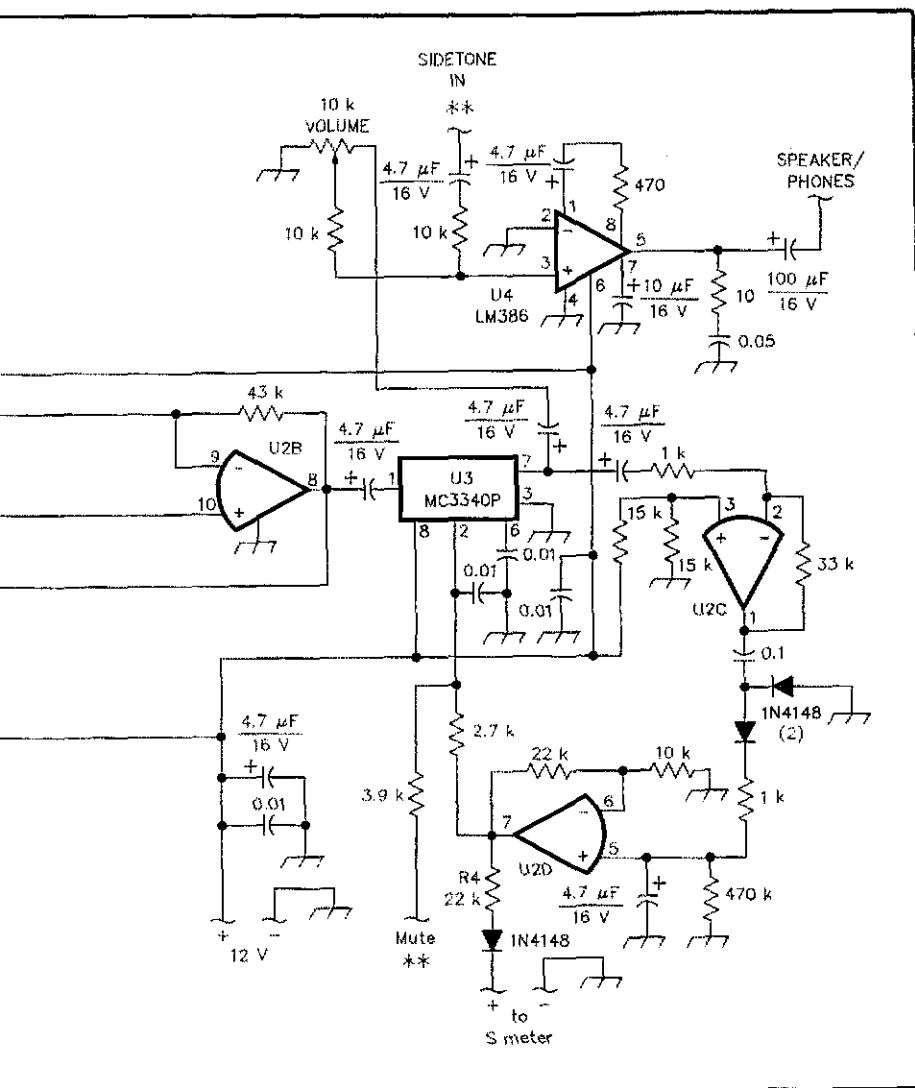 SIDETONE
IN
**
10 k
VOLUME
4.7 µF
16 V
4.7 µF
16 V
SPEAKER/
PHONES
+
+
470
10 k
10 k
1
2
-
8
5
+
3
+
7
6
+
10 µF
16 V
10
100 µF
16 V
U4
LM386
4
0.05
43 k
4.7 µF
16 V
4.7 µF
16 V
4.7 µF
16 V
U2B
+
+
1 k
9
-
8
+
1
U3
MC3340P
7
3
10
+
8
2
6
15 k
3
2
+
-
15 k
33 k
0.01
0.01
0.01
U2C
1
0.1
1N4148
(2)
4.7 µF
16 V
2.7 k
+
22 k
10 k
3.9 k
1 k
0.01
6
-
7
5
+
U2D
R4
22 k
4.7 µF
16 V
+
470 k
+
-
12 V
Mute
**
1N4148
+
-
to
S meter